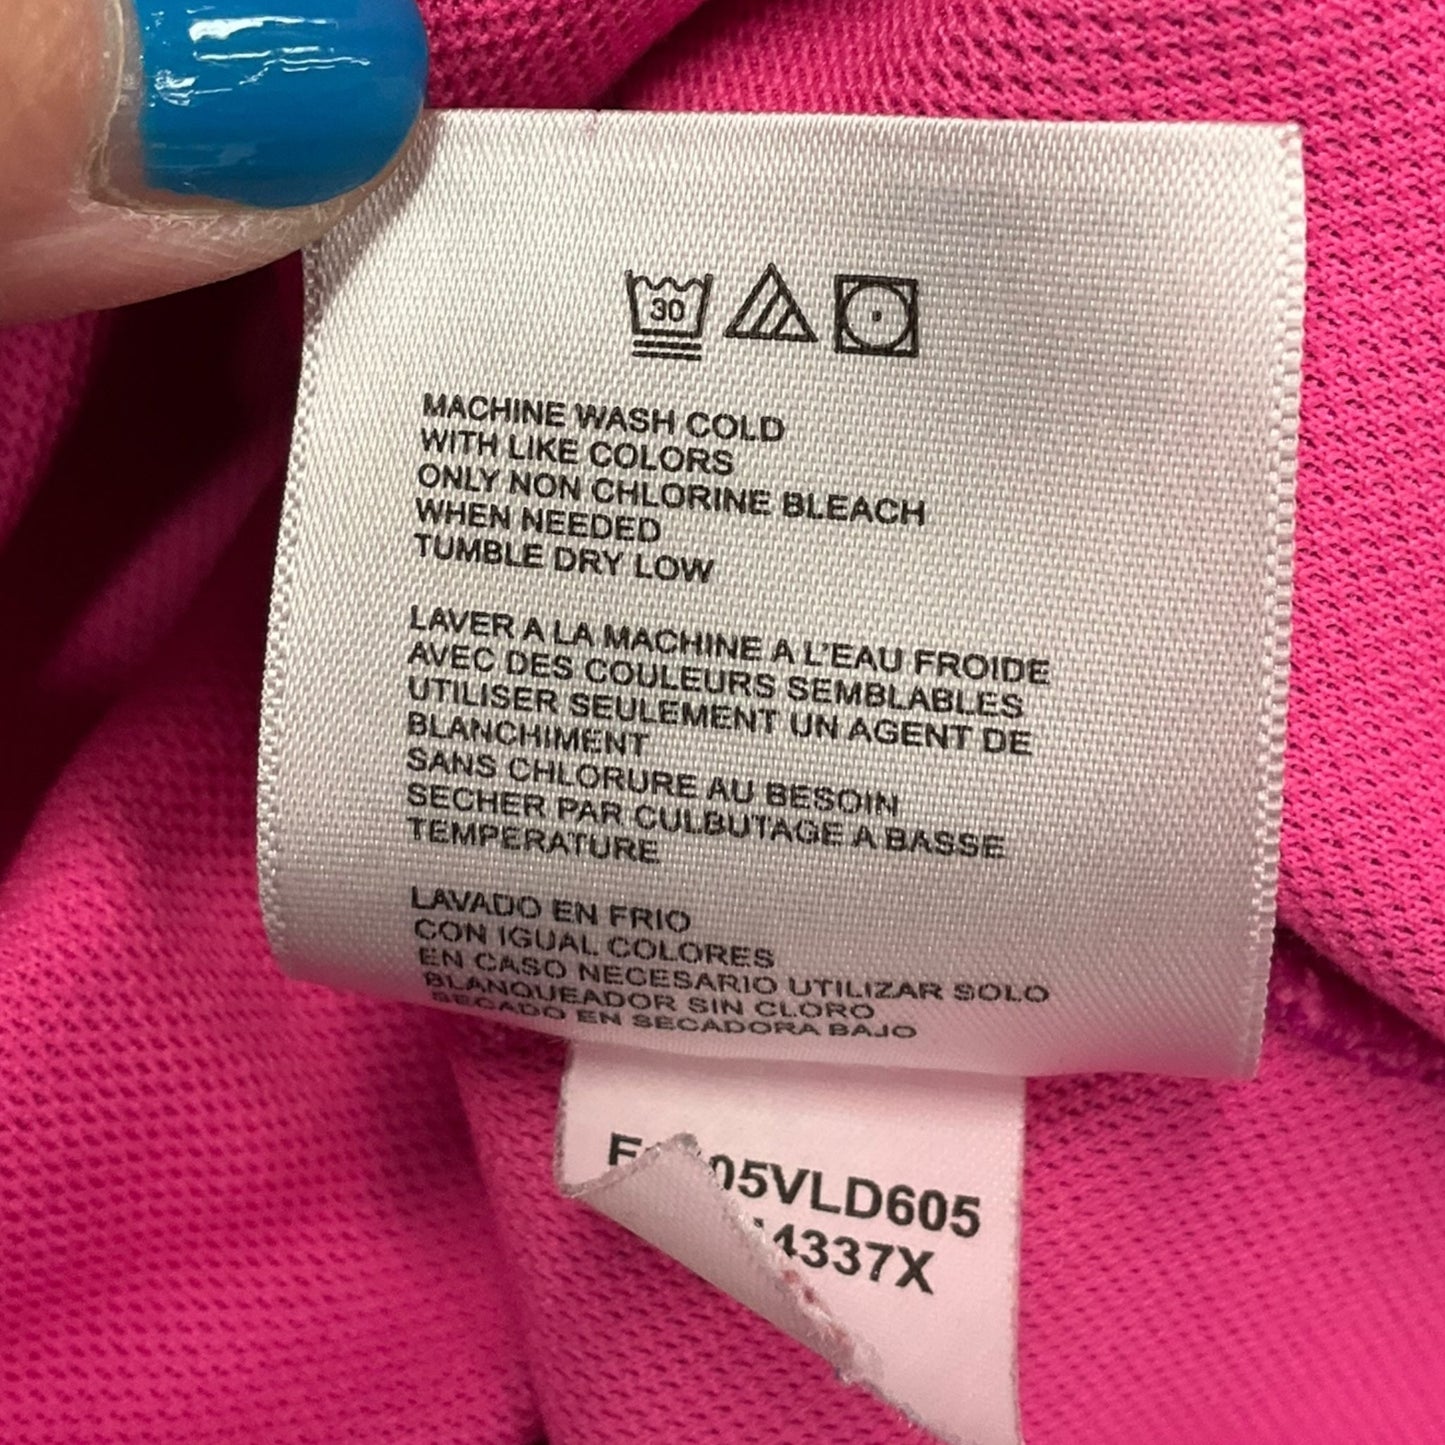 30
MACHINE WASH COLD
WITH LIKE COLORS
ONLY NON CHLORINE BLEACH
WHEN NEEDED
TUMBLE DRY LOW
LAVER A LA MACHINE A L'EAU FROIDE
AVEC DES COULEURS SEMBLABLES
UTILISER SEULEMENT UN AGENT DE
BLANCHIMENT
SANS CHLORURE AU BESOIN
SECHER PAR CULBUTAGE A BASSE
TEMPERATURE
LAVADO EN FRIO
CON IGUAL COLORES
EN CASO NECESARIO UTILIZAR SOLO
BLANQUEADOR SIN CLORO
SECADO EN SECADORA BAJO